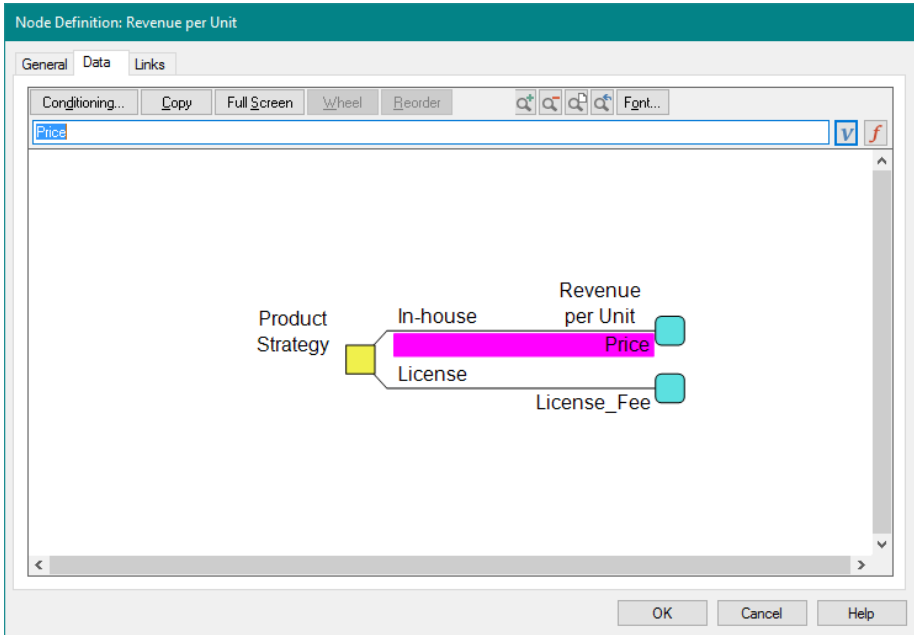 Node Definition: Revenue per Unit
General Data Links
Conditioning... Copy Full Screen Wheel Reorder Font...
Price V f
Revenue
Product In-house per Unit
Strategy Price
License
License_Fee
OK Cancel Help